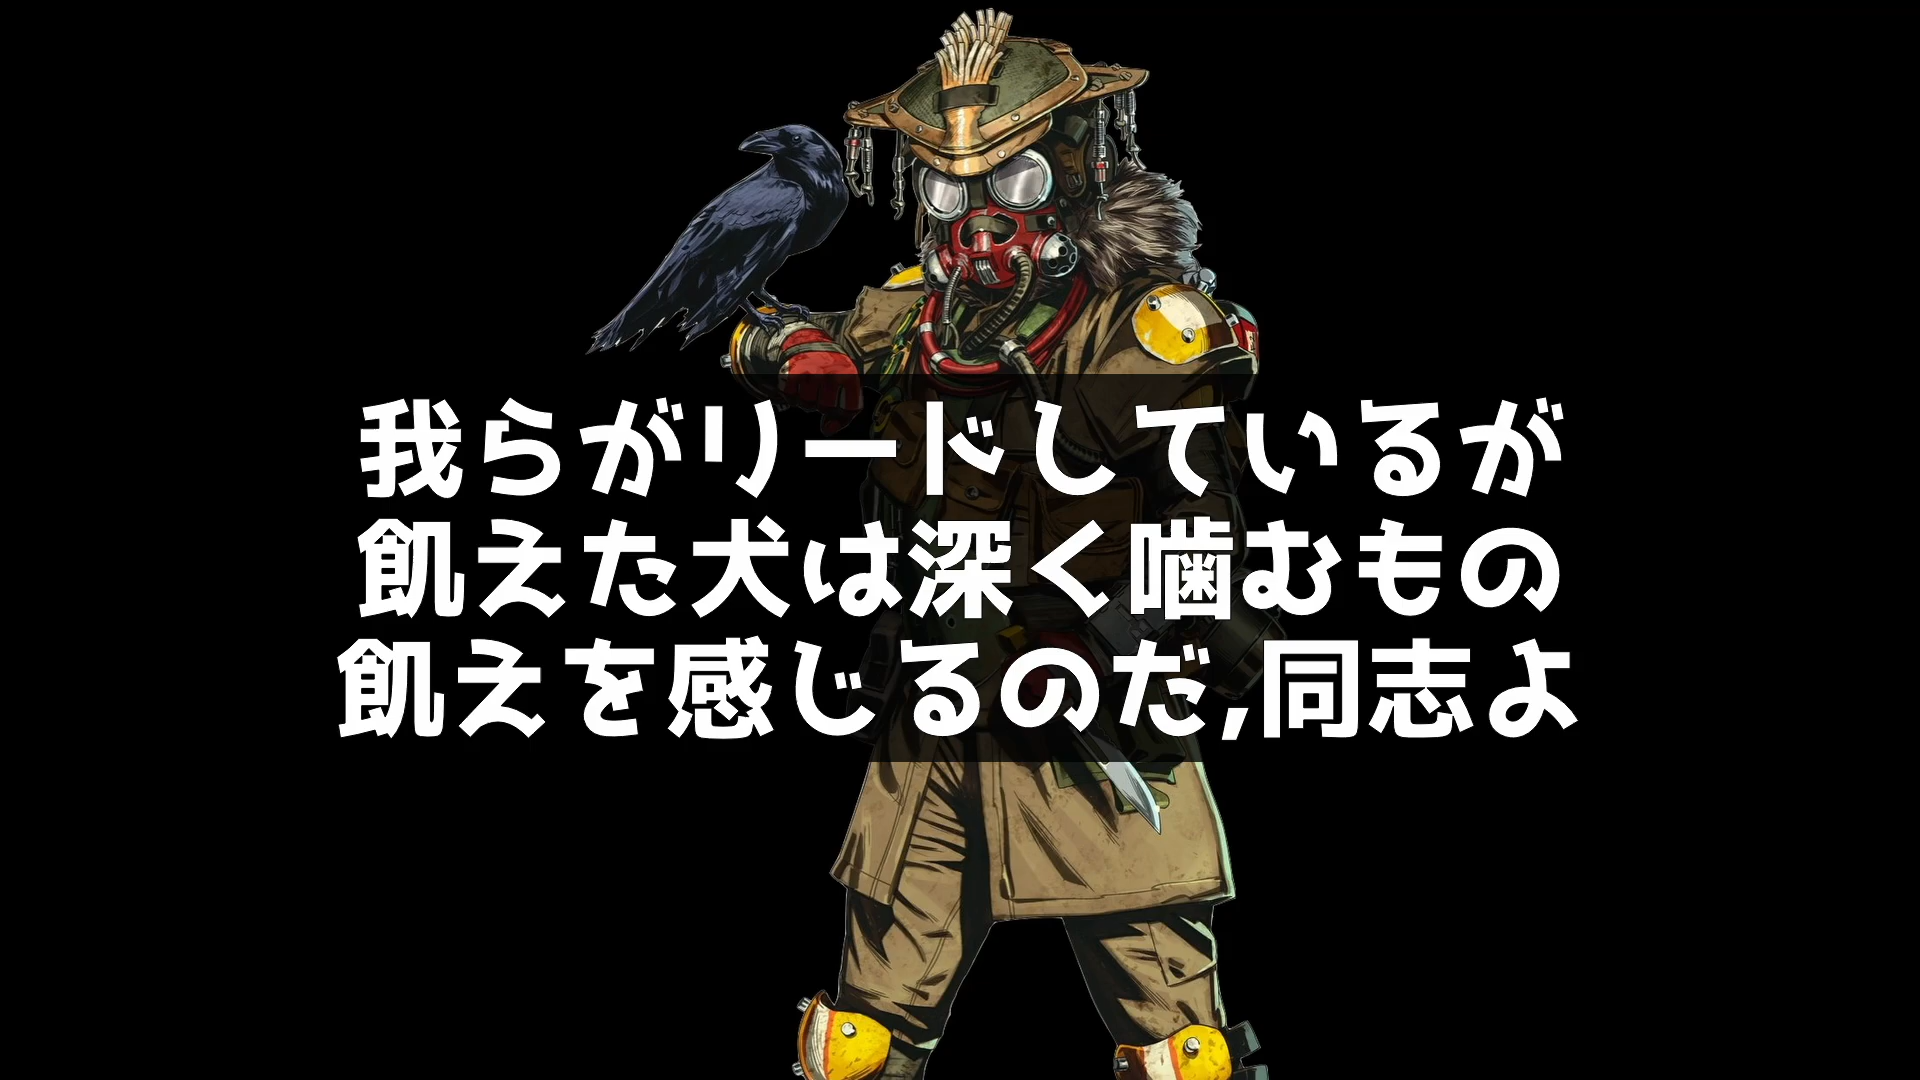 我らがリードしているが
飢えた犬は深く噛むもの
飢えを感じるのだ,同志よ